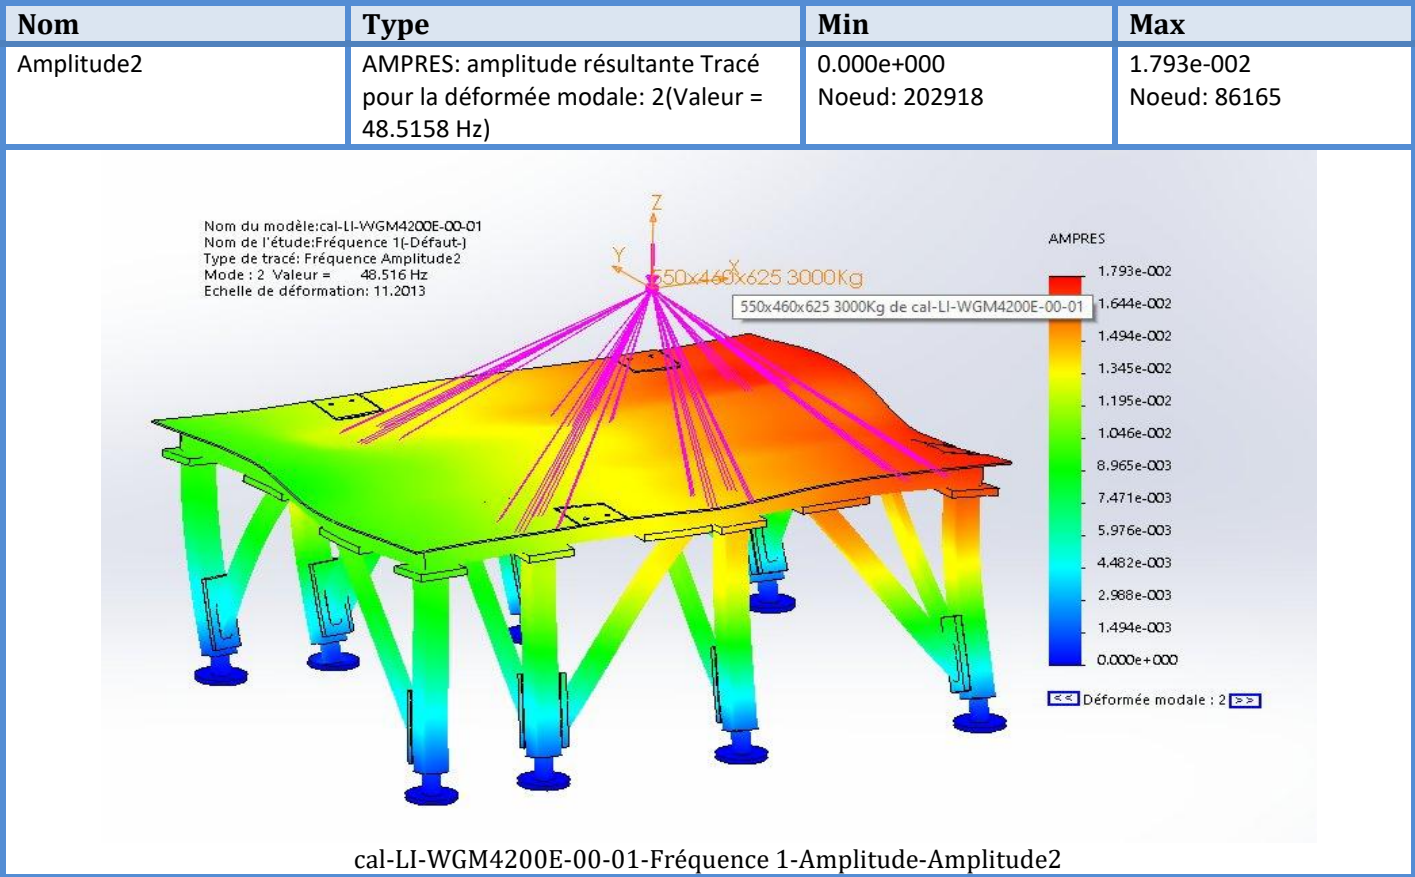 Nom Type Min Max
Amplitude2 AMPRES: amplitude résultante Tracé 0.000e+000 1.793e-002
pour la déformée modale: 2(Valeur = Noeud: 202918 Noeud: 86165
48.5158 Hz)
Nom du modèle:cal-LI-WGM4200E-00-01
Nom de l'étude:Fréquence 1(-Défaut-)
Type de tracé: Fréquence Amplitude2
Mode : 2 Valeur = 48.516 Hz
Echelle de déformation: 11.2013
Z
Y
X
550x460x625 3000Kg
550x460x625 3000Kg de cal-LI-WGM4200E-00-01
AMPRES
1.793e-002
1.644e-002
1.494e-002
1.345e-002
1.195e-002
1.046e-002
8.965e-003
7.471e-003
5.976e-003
4.482e-003
2.988e-003
1.494e-003
0.000e+000
<< Déformée modale : 2 >>
cal-LI-WGM4200E-00-01-Fréquence 1-Amplitude-Amplitude2